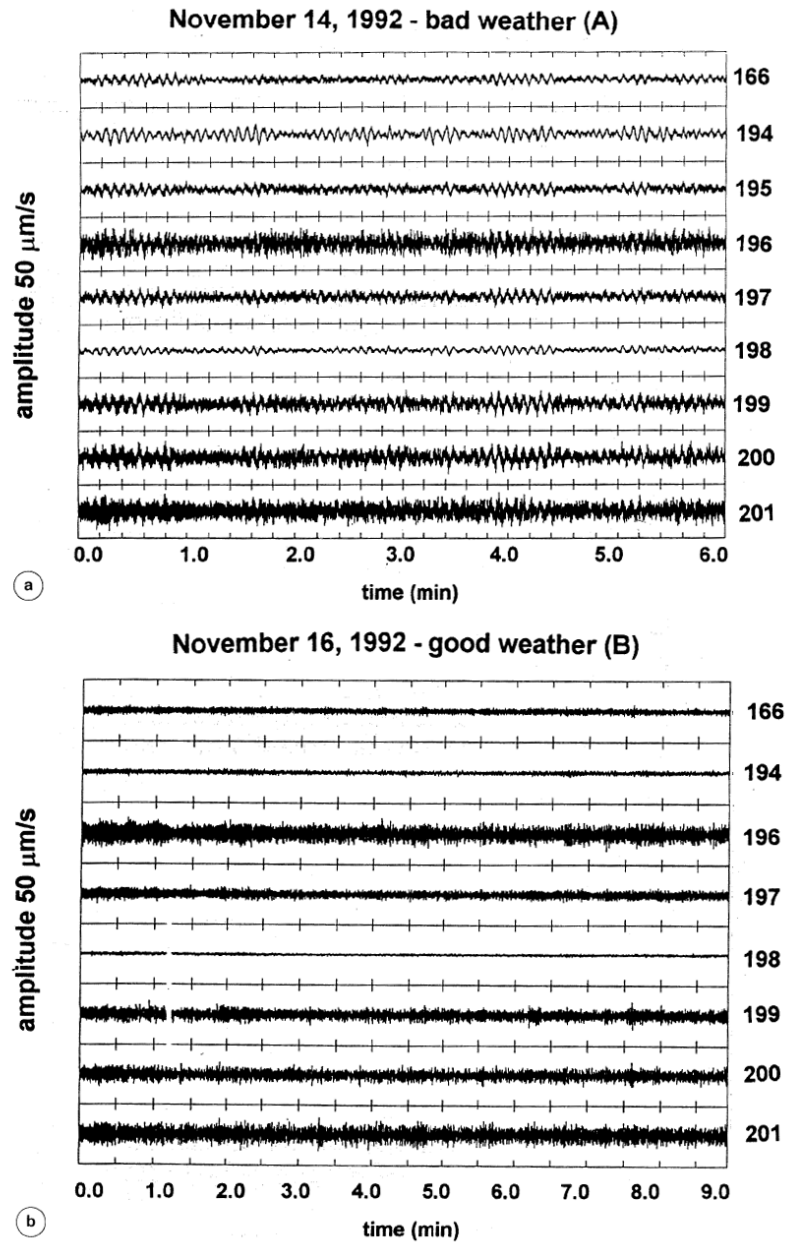 November 14, 1992 - bad weather (A)
amplitude 50 μm/s
166
194
195
196
197
198
199
200
201
0.0 1.0 2.0 3.0 4.0 5.0 6.0
time (min)
a
November 16, 1992 - good weather (B)
amplitude 50 μm/s
166
194
196
197
198
199
200
201
0.0 1.0 2.0 3.0 4.0 5.0 6.0 7.0 8.0 9.0
time (min)
b